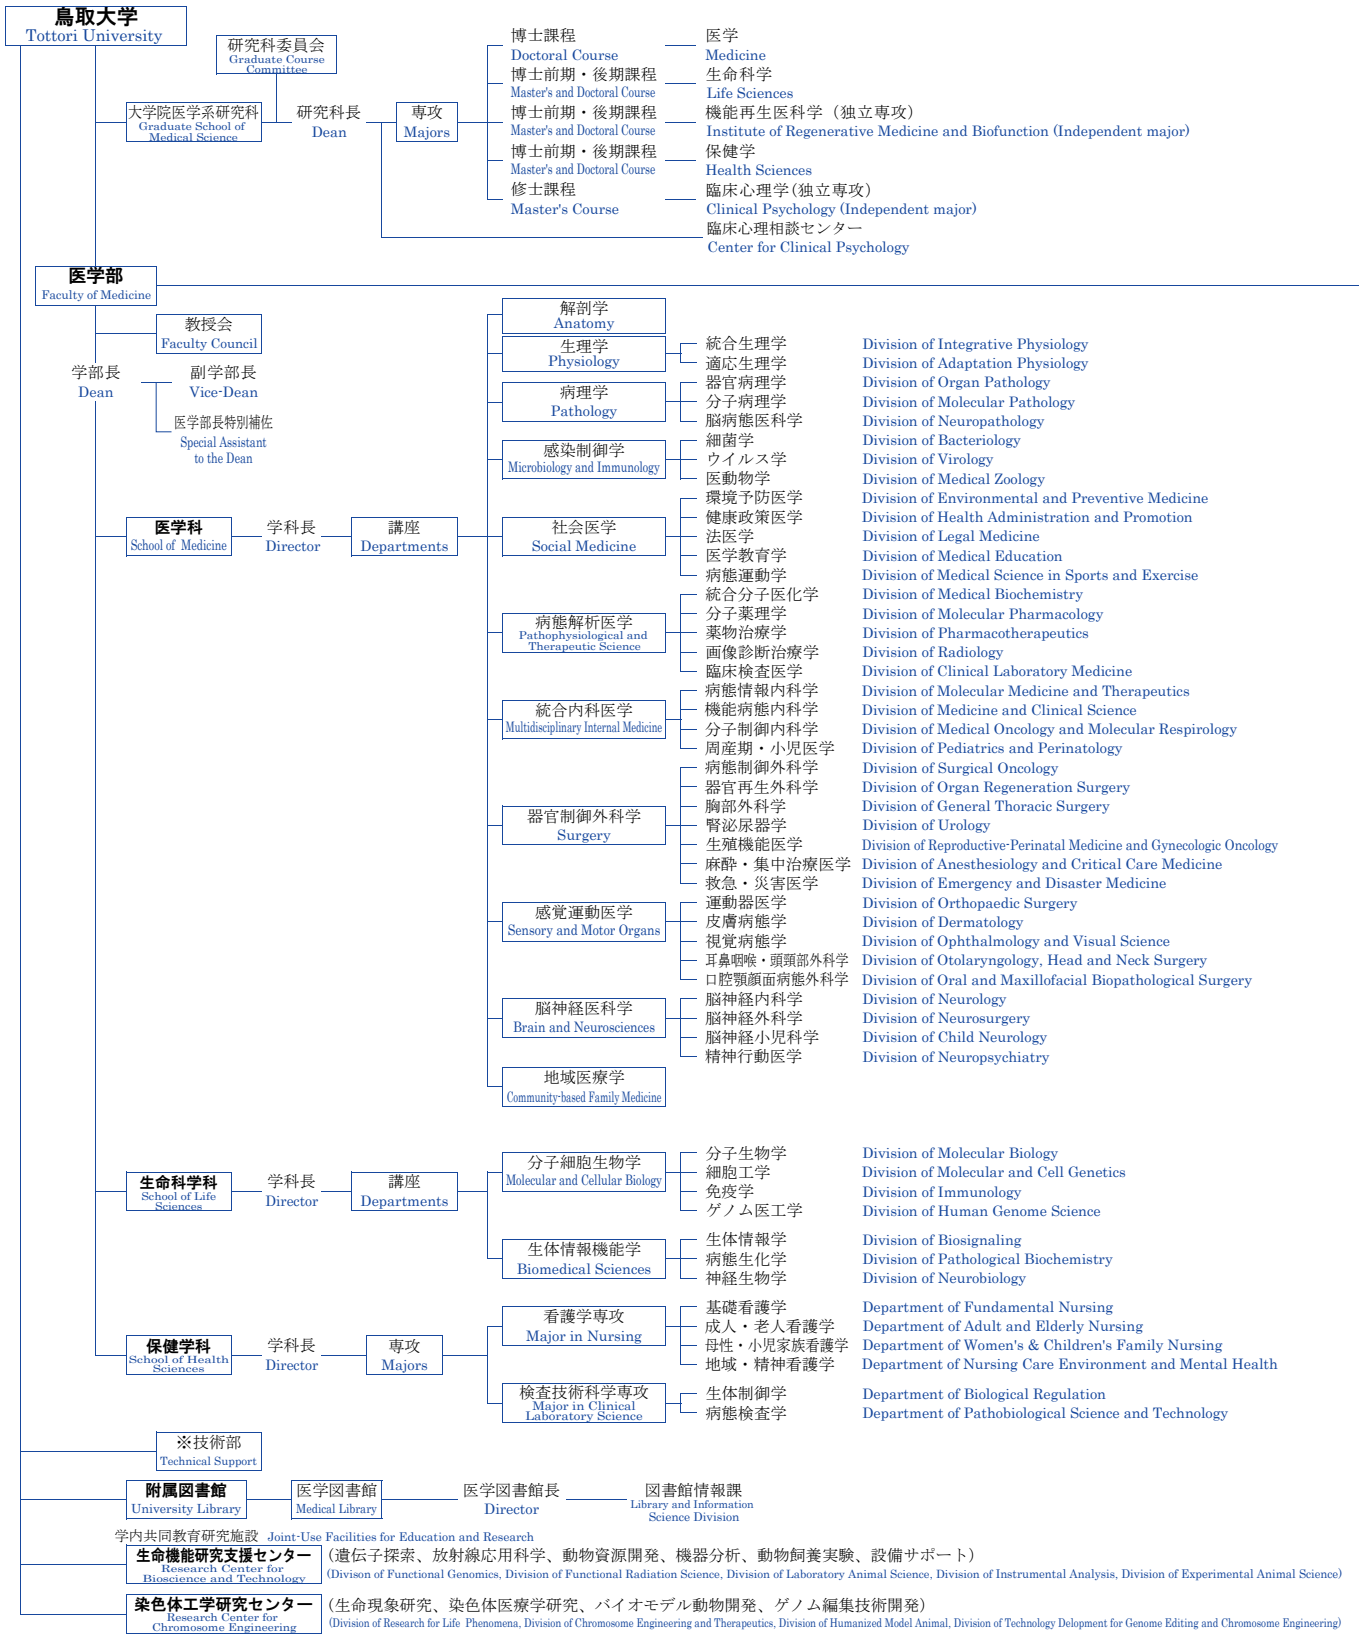 鳥取大学
Tottori University
研究科委員会
Graduate Course
Committee
大学院医学系研究科
Graduate School of
Medical Science
研究科長
Dean
専攻
Majors
博士課程 医学
Doctoral Course Medicine
博士前期・後期課程 生命科学
Master's and Doctoral Course Life Sciences
博士前期・後期課程 機能再生医科学（独立専攻）
Master's and Doctoral Course Institute of Regenerative Medicine and Biofunction (Independent major)
博士前期・後期課程 保健学
Master's and Doctoral Course Health Sciences
修士課程 臨床心理学(独立専攻)
Master's Course Clinical Psychology (Independent major)
臨床心理相談センター
Center for Clinical Psychology
医学部
Faculty of Medicine
教授会
Faculty Council
学部長 副学部長
Dean Vice-Dean
医学部長特別補佐
Special Assistant
to the Dean
医学科
School of Medicine
学科長
Director
講座
Departments
解剖学
Anatomy
生理学
Physiology
統合生理学 Division of Integrative Physiology
適応生理学 Division of Adaptation Physiology
病理学
Pathology
器官病理学 Division of Organ Pathology
分子病理学 Division of Molecular Pathology
脳病態医科学 Division of Neuropathology
感染制御学
Microbiology and Immunology
細菌学 Division of Bacteriology
ウイルス学 Division of Virology
医動物学 Division of Medical Zoology
社会医学
Social Medicine
環境予防医学 Division of Environmental and Preventive Medicine
健康政策医学 Division of Health Administration and Promotion
法医学 Division of Legal Medicine
医学教育学 Division of Medical Education
病態運動学 Division of Medical Science in Sports and Exercise
病態解析医学
Pathophysiological and
Therapeutic Science
統合分子医化学 Division of Medical Biochemistry
分子薬理学 Division of Molecular Pharmacology
薬物治療学 Division of Pharmacotherapeutics
画像診断治療学 Division of Radiology
臨床検査医学 Division of Clinical Laboratory Medicine
統合内科医学
Multidisciplinary Internal Medicine
病態情報内科学 Division of Molecular Medicine and Therapeutics
機能病態内科学 Division of Medicine and Clinical Science
分子制御内科学 Division of Medical Oncology and Molecular Respirology
周産期・小児医学 Division of Pediatrics and Perinatology
器官制御外科学
Surgery
病態制御外科学 Division of Surgical Oncology
器官再生外科学 Division of Organ Regeneration Surgery
胸部外科学 Division of General Thoracic Surgery
腎泌尿器学 Division of Urology
生殖機能医学 Division of Reproductive-Perinatal Medicine and Gynecologic Oncology
麻酔・集中治療医学 Division of Anesthesiology and Critical Care Medicine
救急・災害医学 Division of Emergency and Disaster Medicine
感覚運動医学
Sensory and Motor Organs
運動器医学 Division of Orthopaedic Surgery
皮膚病態学 Division of Dermatology
視覚病態学 Division of Ophthalmology and Visual Science
耳鼻咽喉・頭頸部外科学 Division of Otolaryngology, Head and Neck Surgery
口腔顎顔面病態外科学 Division of Oral and Maxillofacial Biopathological Surgery
脳神経医科学
Brain and Neurosciences
脳神経内科学 Division of Neurology
脳神経外科学 Division of Neurosurgery
脳神経小児科学 Division of Child Neurology
精神行動医学 Division of Neuropsychiatry
地域医療学
Community-based Family Medicine
生命科学科
School of Life
Sciences
学科長
Director
講座
Departments
分子細胞生物学
Molecular and Cellular Biology
分子生物学 Division of Molecular Biology
細胞工学 Division of Molecular and Cell Genetics
免疫学 Division of Immunology
ゲノム医工学 Division of Human Genome Science
生体情報機能学
Biomedical Sciences
生体情報学 Division of Biosignaling
病態生化学 Division of Pathological Biochemistry
神経生物学 Division of Neurobiology
保健学科
School of Health
Sciences
学科長
Director
専攻
Majors
看護学専攻
Major in Nursing
基礎看護学 Department of Fundamental Nursing
成人・老人看護学 Department of Adult and Elderly Nursing
母性・小児家族看護学 Department of Women's & Children's Family Nursing
地域・精神看護学 Department of Nursing Care Environment and Mental Health
検査技術科学専攻
Major in Clinical
Laboratory Science
生体制御学 Department of Biological Regulation
病態検査学 Department of Pathobiological Science and Technology
※技術部
Technical Support
附属図書館 医学図書館 医学図書館長 図書館情報課
University Library Medical Library Director Library and Information
Science Division
学内共同教育研究施設 Joint-Use Facilities for Education and Research
生命機能研究支援センター (遺伝子探索、放射線応用科学、動物資源開発、機器分析、動物飼養実験、設備サポート)
Research Center for
Bioscience and Technology (Divison of Functional Genomics, Division of Functional Radiation Science, Division of Laboratory Animal Science, Division of Instrumental Analysis, Division of Experimental Animal Science)
染色体工学研究センター (生命現象研究、染色体医療学研究、バイオモデル動物開発、ゲノム編集技術開発)
Research Center for
Chromosome Engineering (Division of Research for Life Phenomena, Division of Chromosome Engineering and Therapeutics, Division of Humanized Model Animal, Division of Technology Delopment for Genome Editing and Chromosome Engineering)